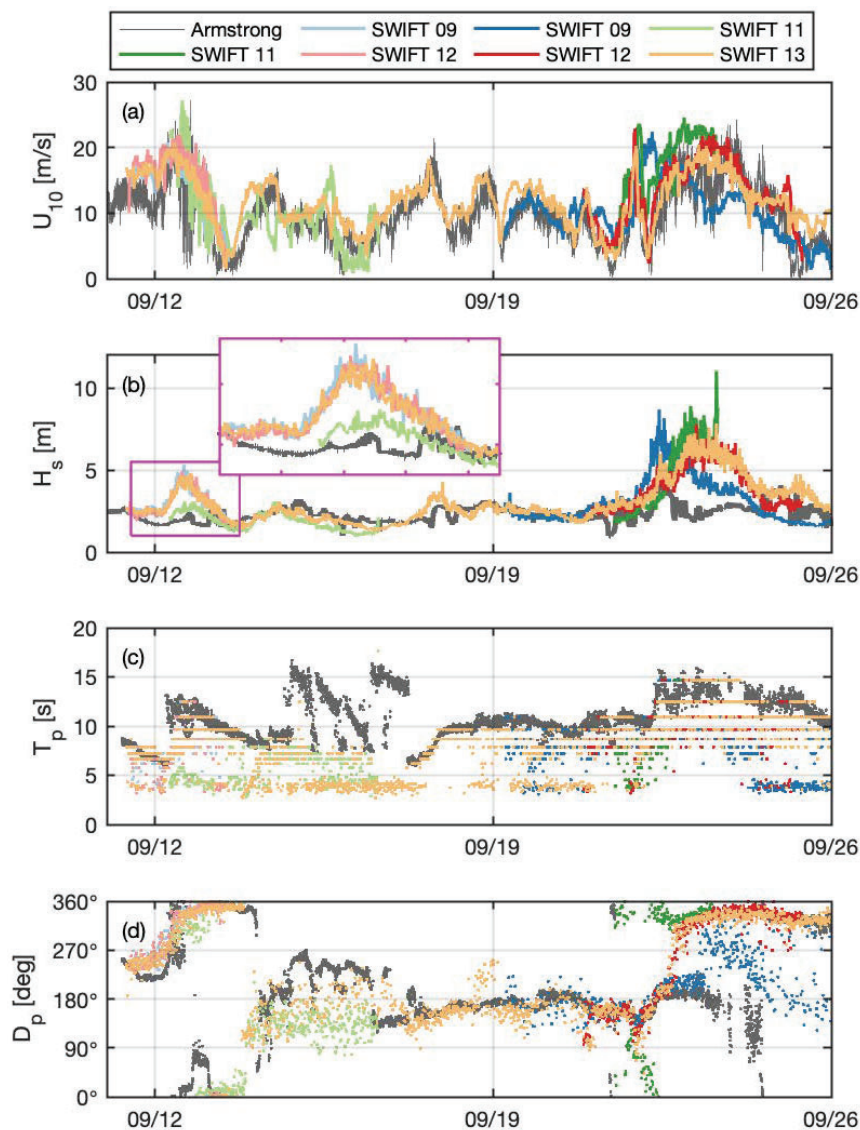 Armstrong SWIFT 09 SWIFT 09 SWIFT 11
SWIFT 11 SWIFT 12 SWIFT 12 SWIFT 13
(a)
30
20
10
0
U10 [m/s]
09/12 09/19 09/26
(b)
10
5
0
Hs [m]
09/12 09/19 09/26
(c)
20
15
10
5
0
Tp [s]
09/12 09/19 09/26
(d)
360°
270°
180°
90°
0°
Dp [deg]
09/12 09/19 09/26